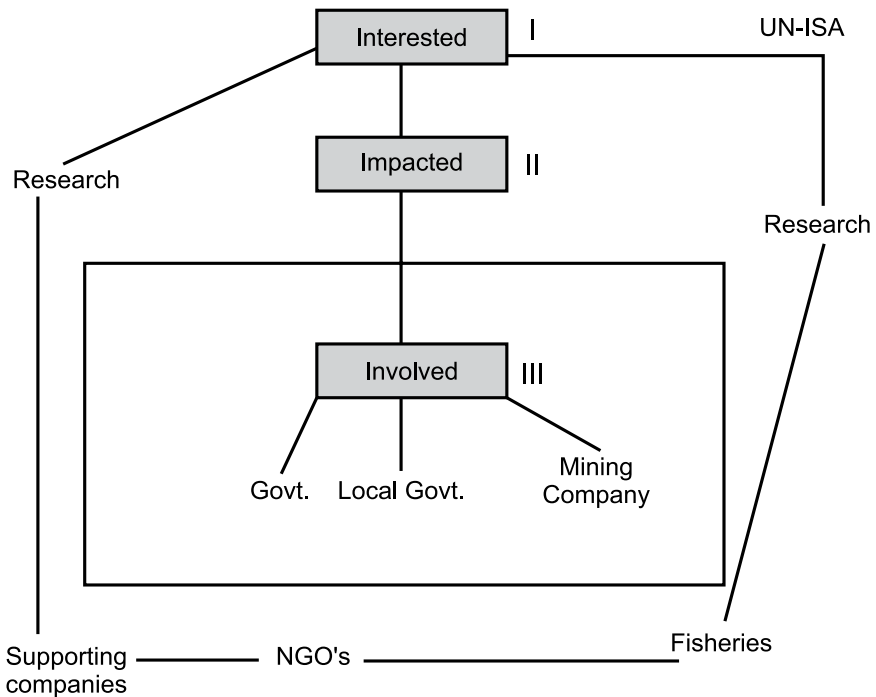 Interested
I
UN-ISA
Impacted
II
Research
Research
Involved
III
Govt.
Local Govt.
Mining
Company
Supporting
companies
NGO's
Fisheries